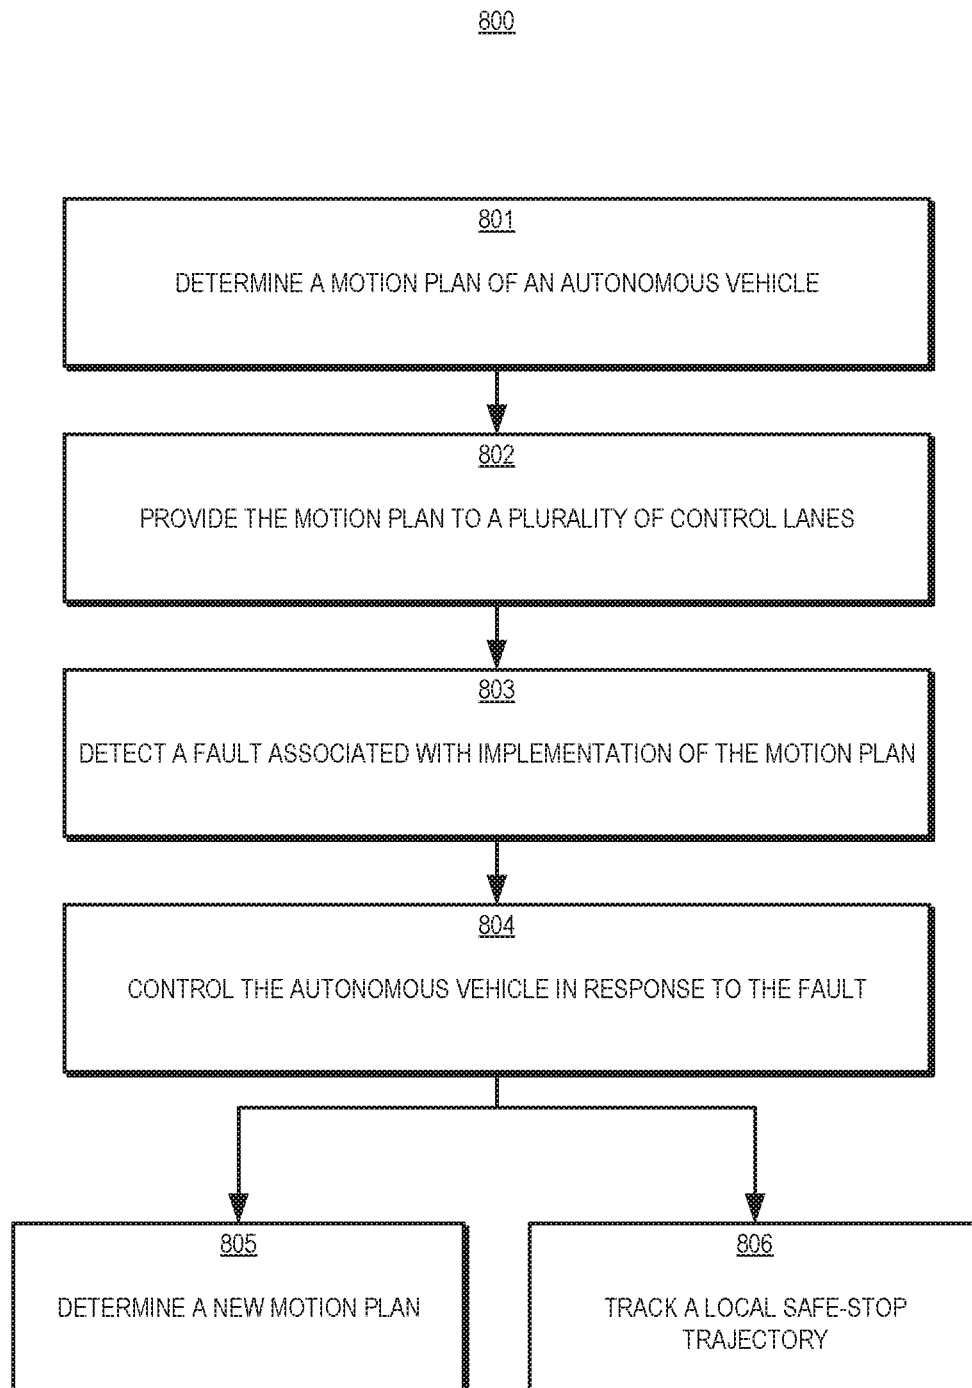 800
801
DETERMINE A MOTION PLAN OF AN AUTONOMOUS VEHICLE
802
PROVIDE THE MOTION PLAN TO A PLURALITY OF CONTROL LANES
803
DETECT A FAULT ASSOCIATED WITH IMPLEMENTATION OF THE MOTION PLAN
804
CONTROL THE AUTONOMOUS VEHICLE IN RESPONSE TO THE FAULT
805
DETERMINE A NEW MOTION PLAN
806
TRACK A LOCAL SAFE-STOP
TRAJECTORY